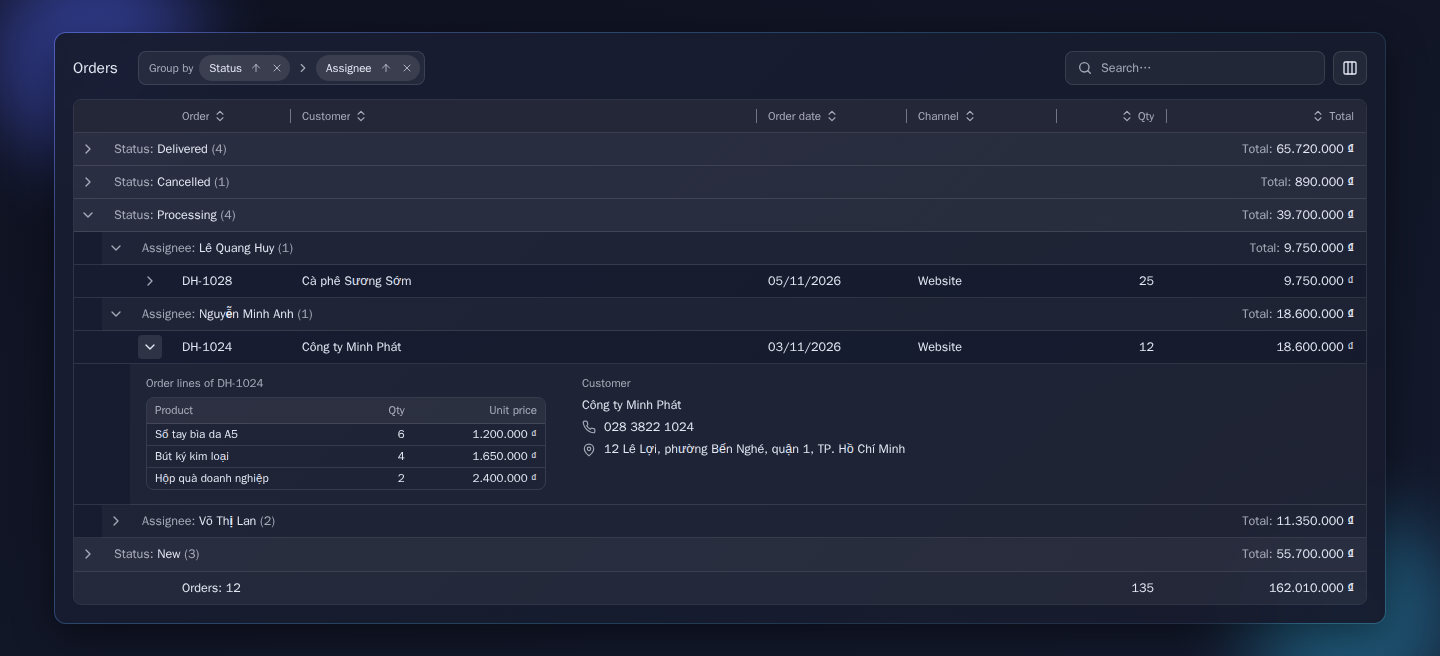 Orders Group by Status Assignee Search···
Order Customer Order date Channel Qty Total
Status: Delivered (4) Total: 65.720.000 ₫
Status: Cancelled (1) Total: 890.000 ₫
Status: Processing (4) Total: 39.700.000 ₫
Assignee: Lê Quang Huy (1) Total: 9.750.000 ₫
DH-1028 Cà phê Sương Sớm 05/11/2026 Website 25 9.750.000 ₫
Assignee: Nguyễn Minh Anh (1) Total: 18.600.000 ₫
DH-1024 Công ty Minh Phát 03/11/2026 Website 12 18.600.000 ₫
Order lines of DH-1024
Product Qty Unit price
Sổ tay bìa da A5 6 1.200.000 ₫
Bút ký kim loại 4 1.650.000 ₫
Hộp quà doanh nghiệp 2 2.400.000 ₫
Customer
Công ty Minh Phát
028 3822 1024
12 Lê Lợi, phường Bến Nghé, quận 1, TP. Hồ Chí Minh
Assignee: Võ Thị Lan (2) Total: 11.350.000 ₫
Status: New (3) Total: 55.700.000 ₫
Orders: 12 135 162.010.000 ₫